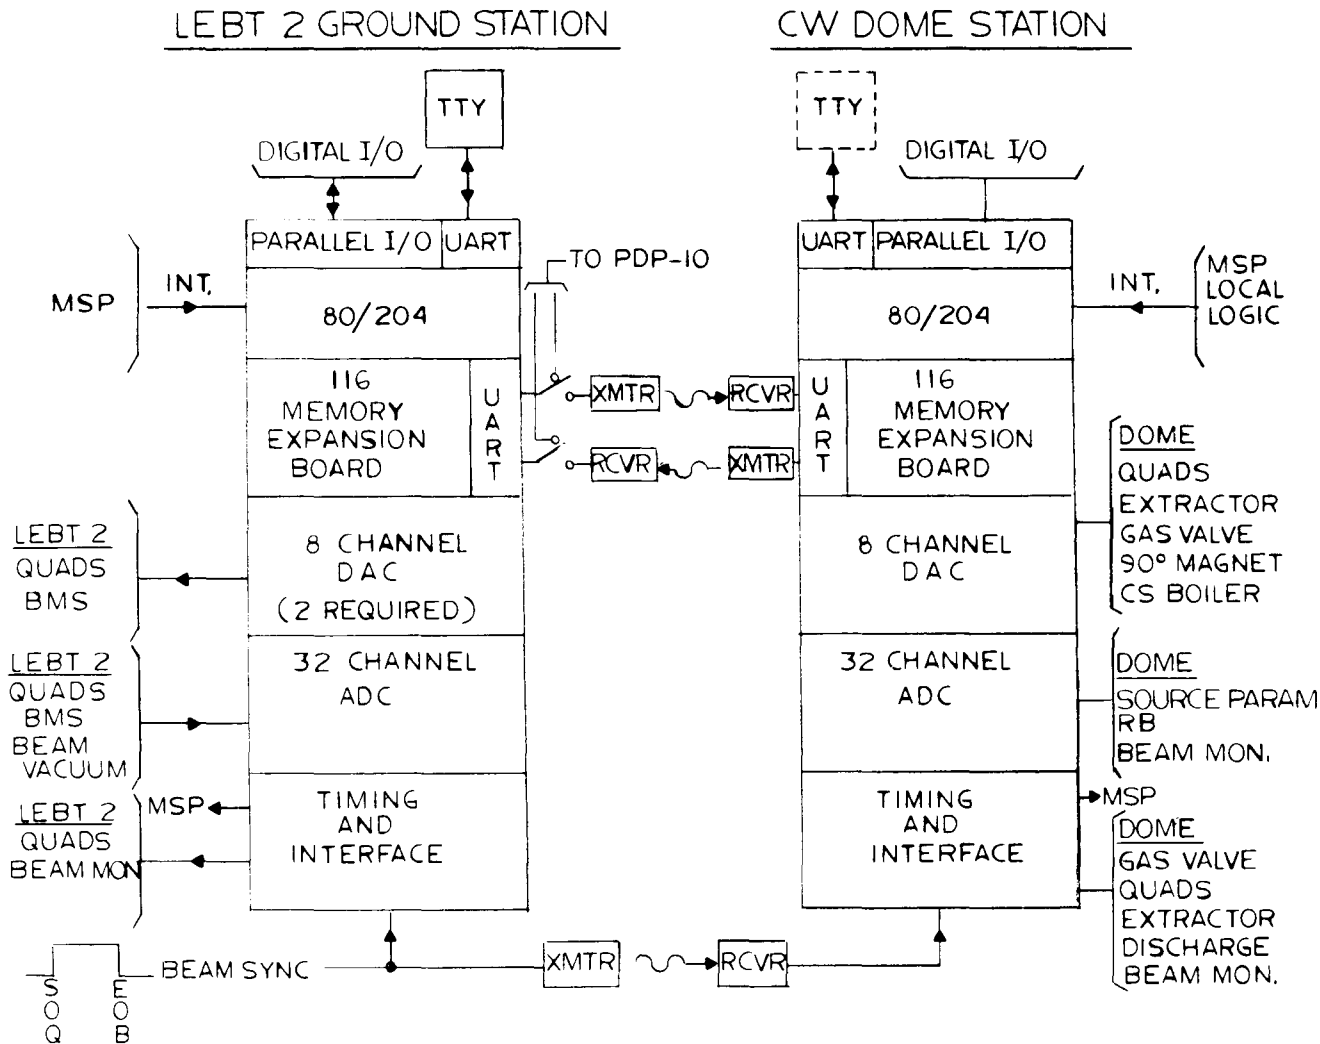 LEBT 2 GROUND STATION
TTY
DIGITAL I/O
PARALLEL I/O
UART
TO PDP-10
MSP
INT.
80/204
116
MEMORY
EXPANSION
BOARD
UART
XMTR
RCVR
RCVR
XMTR
LEBT 2
QUADS
BMS
8 CHANNEL
DAC
(2 REQUIRED)
LEBT 2
QUADS
BMS
BEAM
VACUUM
32 CHANNEL
ADC
MSP
LEBT 2
QUADS
BEAM MON
TIMING
AND
INTERFACE
SOQ
EOB
BEAM SYNC
XMTR
RCVR
CW DOME STATION
TTY
DIGITAL I/O
UART
PARALLEL I/O
80/204
INT.
MSP
LOCAL
LOGIC
UART
116
MEMORY
EXPANSION
BOARD
8 CHANNEL
DAC
DOME
QUADS
EXTRACTOR
GAS VALVE
90° MAGNET
CS BOILER
32 CHANNEL
ADC
DOME
SOURCE PARAM
RB
BEAM MON.
TIMING
AND
INTERFACE
MSP
DOME
GAS VALVE
QUADS
EXTRACTOR
DISCHARGE
BEAM MON.